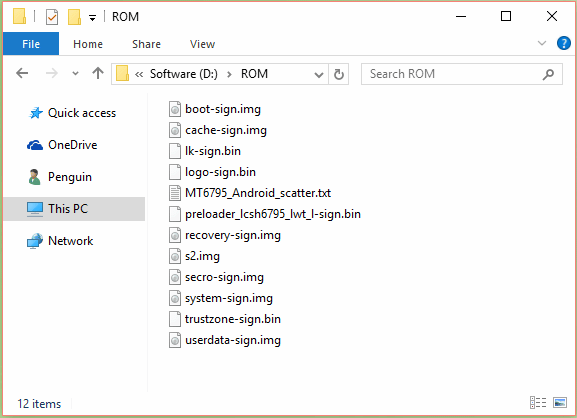 ROM
File Home Share View
Software (D:) ROM Search ROM
Quick access
OneDrive
Penguin
This PC
Network
boot-sign.img
cache-sign.img
lk-sign.bin
logo-sign.bin
MT6795_Android_scatter.txt
preloader_lcsh6795_lwt_l-sign.bin
recovery-sign.img
s2.img
secro-sign.img
system-sign.img
trustzone-sign.bin
userdata-sign.img
12 items